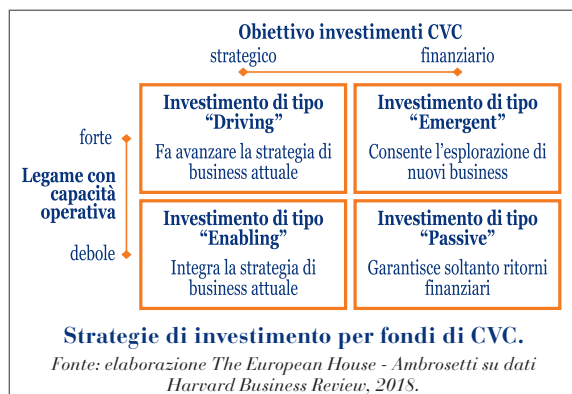 Obiettivo investimenti CVC
strategico
finanziario
Legame con
capacità
operativa
forte
debole
Investimento di tipo
“Driving”
Fa avanzare la strategia di
business attuale
Investimento di tipo
“Emergent”
Consente l’esplorazione di
nuovi business
Investimento di tipo
“Enabling”
Integra la strategia di
business attuale
Investimento di tipo
“Passive”
Garantisce soltanto ritorni
finanziari
Strategie di investimento per fondi di CVC.
Fonte: elaborazione The European House - Ambrosetti su dati
Harvard Business Review, 2018.